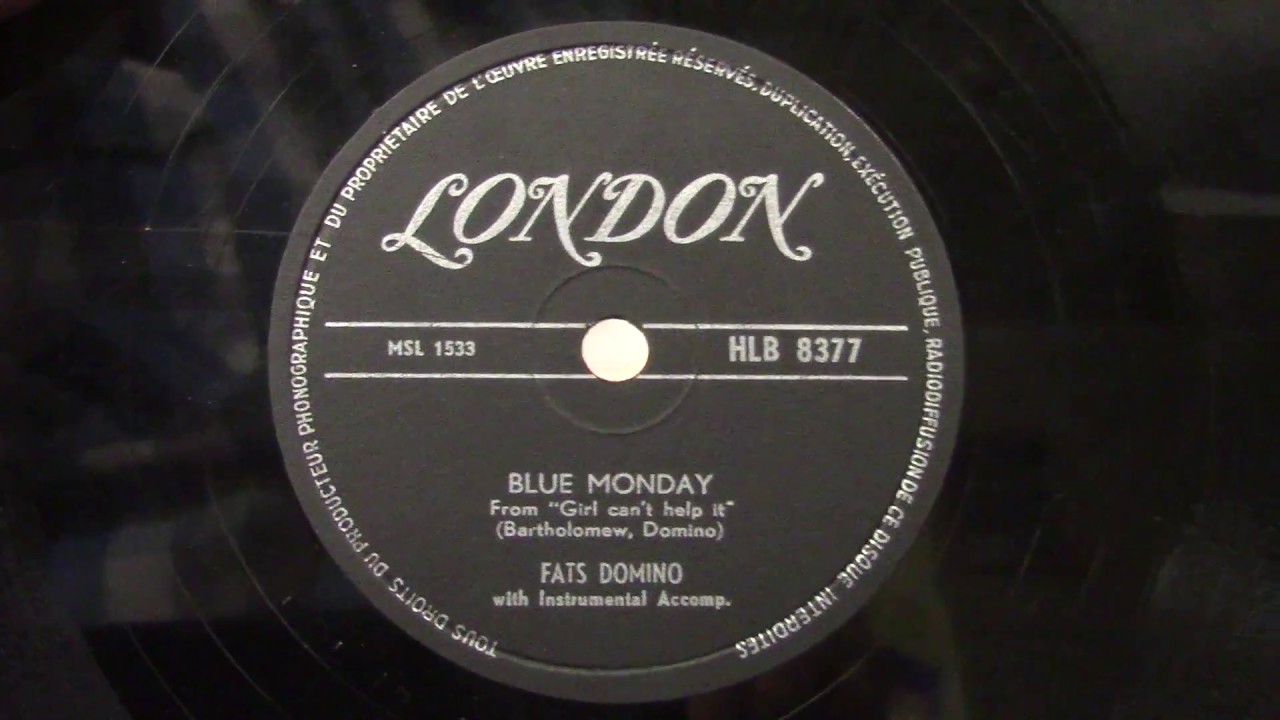 TOUS DROITS DU PRODUCTEUR PHONOGRAPHIQUE ET DU PROPRIÉTAIRE DE L'ŒUVRE ENREGISTRÉE RÉSERVÉS. DUPLICATION, EXÉCUTION PUBLIQUE, RADIODIFFUSION DE CE DISQUE INTERDITES
LONDON
MSL 1533 HLB 8377
BLUE MONDAY
From "Girl can't help it"
(Bartholomew, Domino)
FATS DOMINO
with Instrumental Accomp.